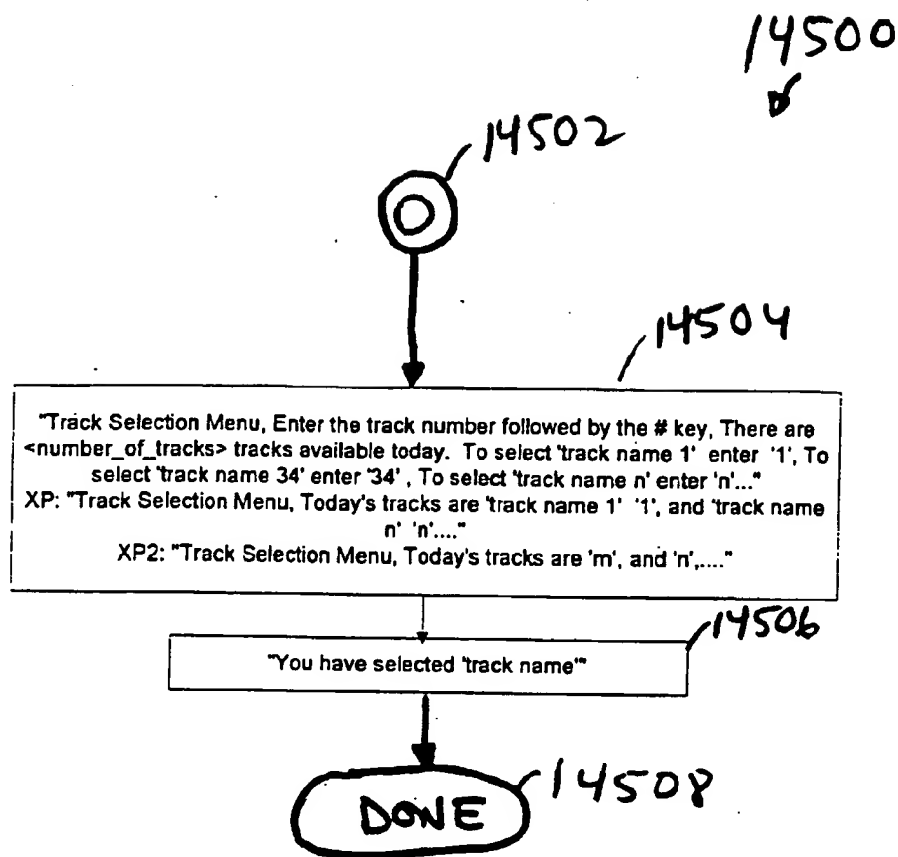 14500
14502
14504
"Track Selection Menu, Enter the track number followed by the # key, There are
<number_of_tracks> tracks available today. To select 'track name 1' enter '1', To
select 'track name 34' enter '34' , To select 'track name n' enter 'n'..."
XP: "Track Selection Menu, Today's tracks are 'track name 1' '1', and 'track name
n' 'n'...."
XP2: "Track Selection Menu, Today's tracks are 'm', and 'n',...."
14506
"You have selected 'track name'"
14508
DONE